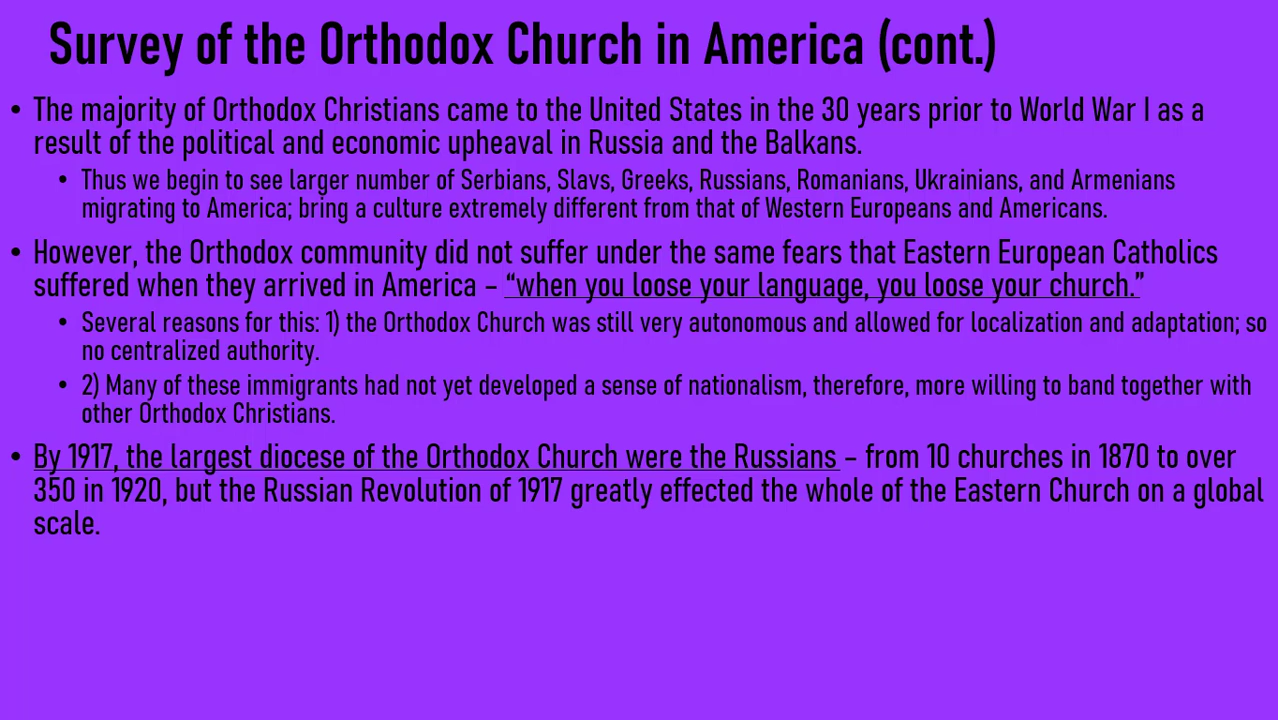 Survey of the Orthodox Church in America (cont.)
• The majority of Orthodox Christians came to the United States in the 30 years prior to World War I as a
result of the political and economic upheaval in Russia and the Balkans.
• Thus we begin to see larger number of Serbians, Slavs, Greeks, Russians, Romanians, Ukrainians, and Armenians
migrating to America; bring a culture extremely different from that of Western Europeans and Americans.
• However, the Orthodox community did not suffer under the same fears that Eastern European Catholics
suffered when they arrived in America – “when you loose your language, you loose your church.”
• Several reasons for this: 1) the Orthodox Church was still very autonomous and allowed for localization and adaptation; so
no centralized authority.
• 2) Many of these immigrants had not yet developed a sense of nationalism, therefore, more willing to band together with
other Orthodox Christians.
• By 1917, the largest diocese of the Orthodox Church were the Russians – from 10 churches in 1870 to over
350 in 1920, but the Russian Revolution of 1917 greatly effected the whole of the Eastern Church on a global
scale.